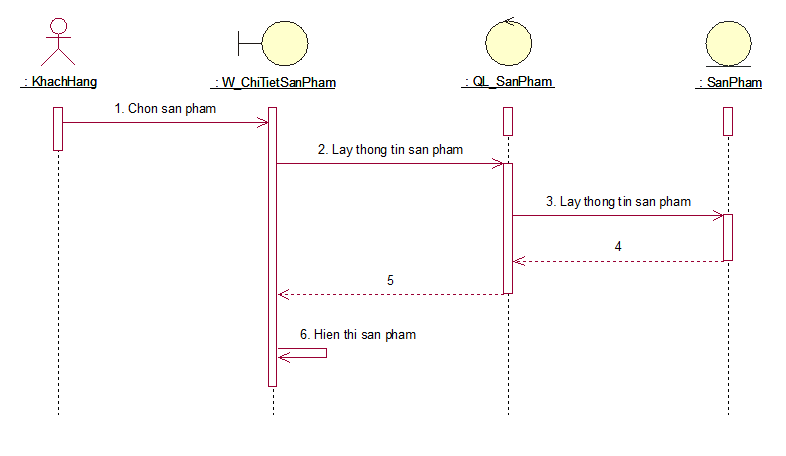 : KhachHang
: W_ChiTietSanPham
: QL_SanPham
: SanPham
1. Chon san pham
2. Lay thong tin san pham
3. Lay thong tin san pham
4
5
6. Hien thi san pham